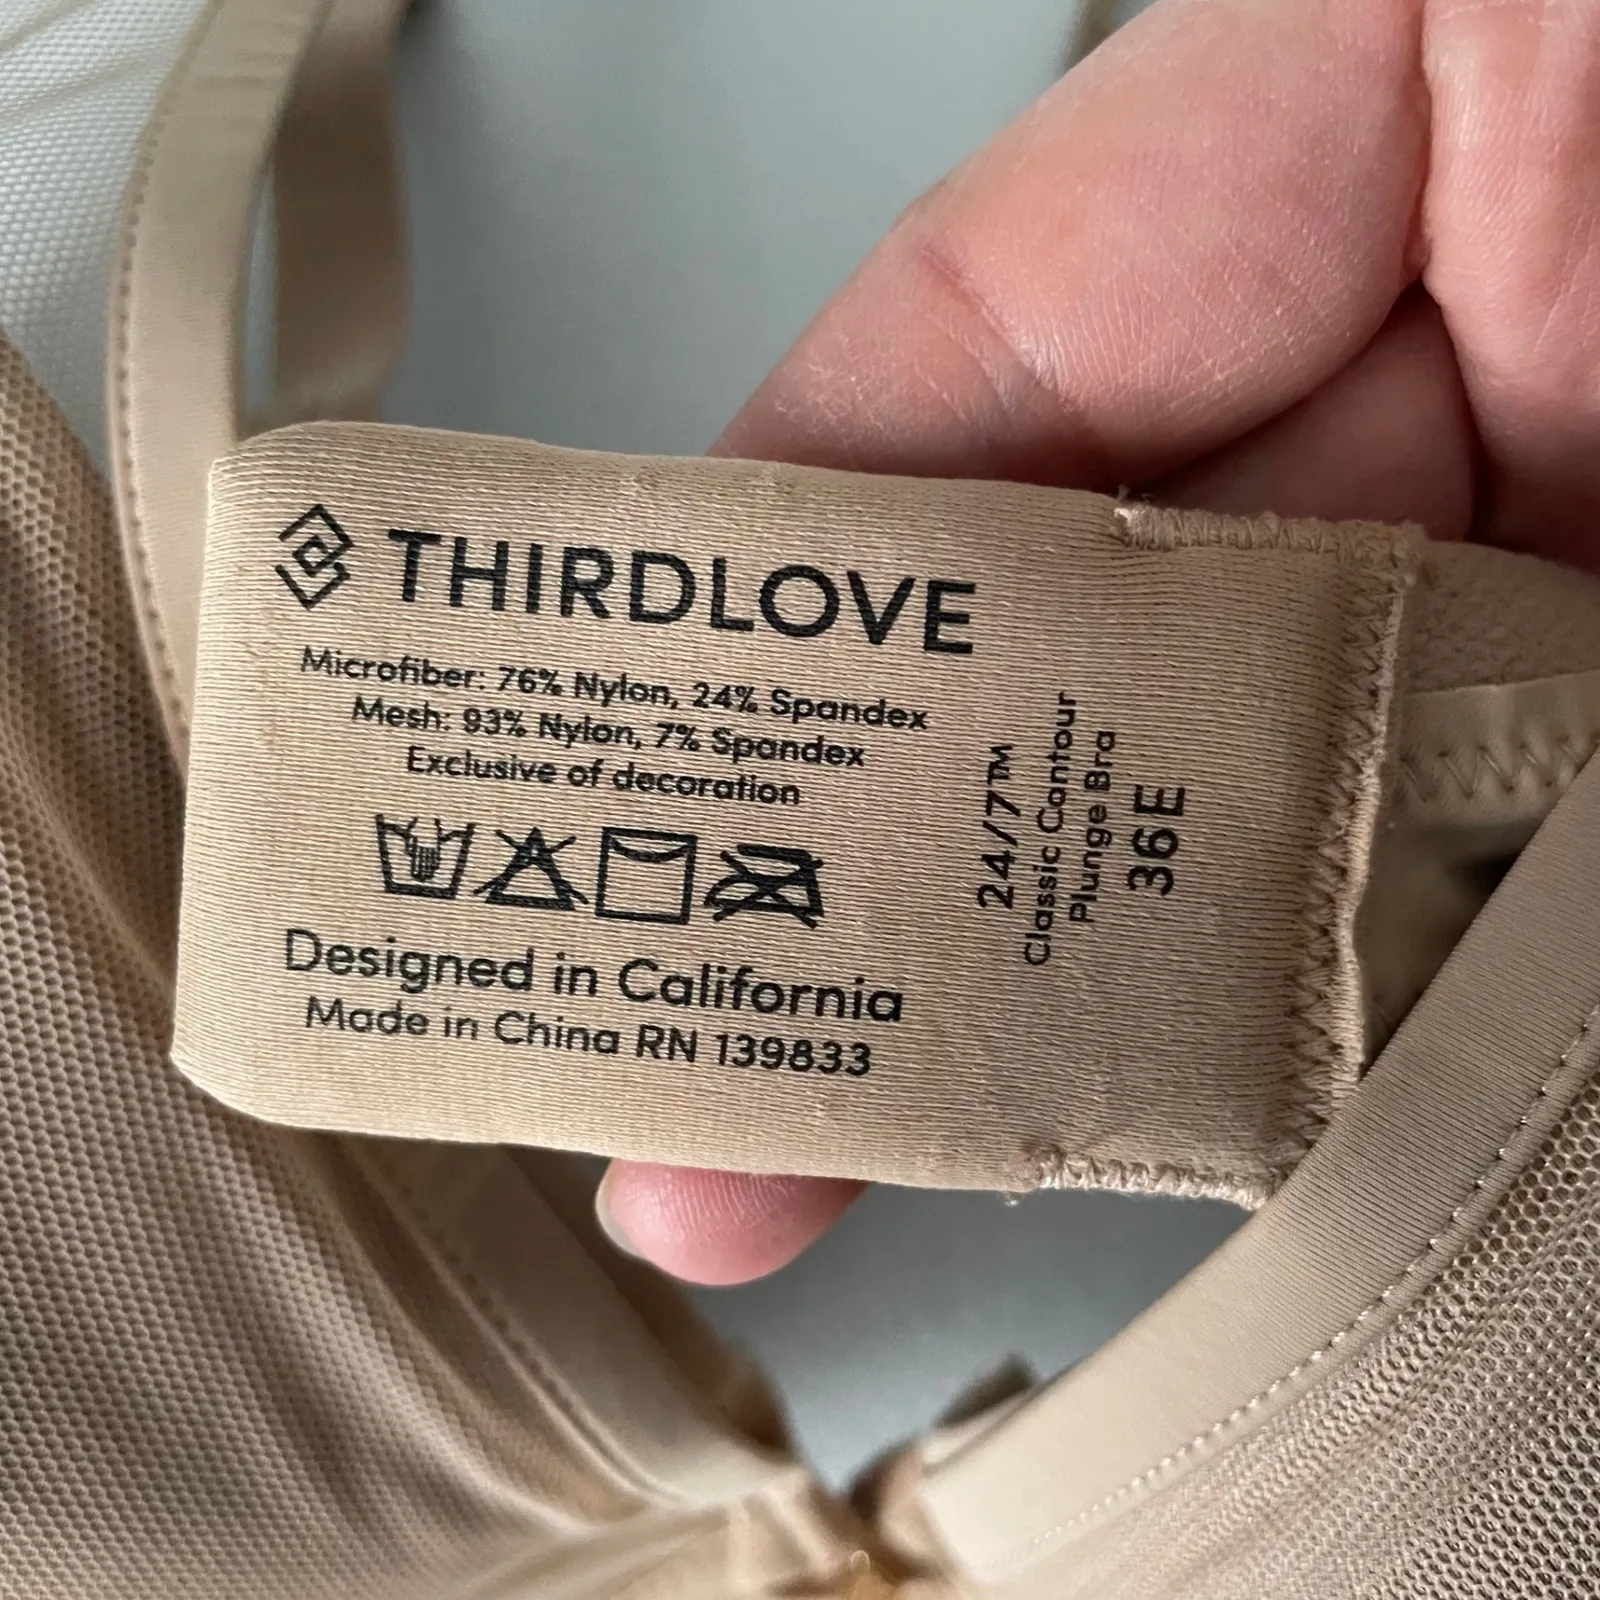 THIRDLOVE
Microfiber: 76% Nylon, 24% Spandex
Mesh: 93% Nylon, 7% Spandex
Exclusive of decoration
Designed in California
Made in China RN 139833
24/7™
Classic Contour
Plunge Bra
36E